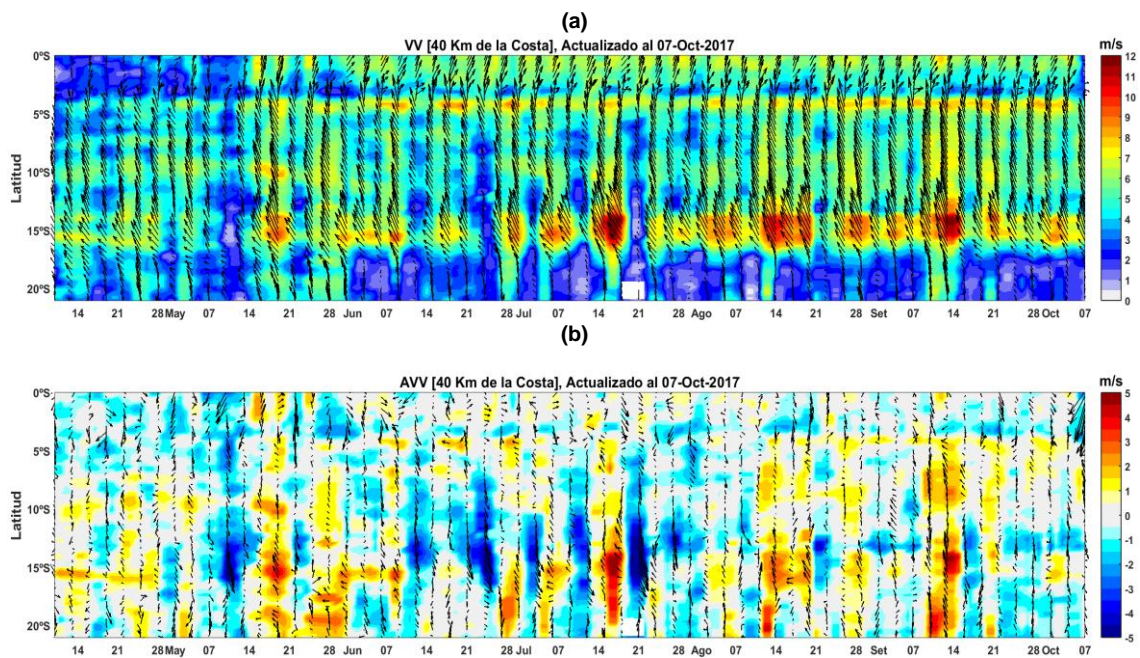 (a)
VV [40 Km de la Costa], Actualizado al 07-Oct-2017
m/s
0ºS
5ºS
10ºS
15ºS
20ºS
Latitud
12
11
10
9
8
7
6
5
4
3
2
1
0
14 21 28 May 07 14 21 28 Jun 07 14 21 28 Jul 07 14 21 28 Ago 07 14 21 28 Set 07 14 21 28 Oct 07
(b)
AVV [40 Km de la Costa], Actualizado al 07-Oct-2017
m/s
0ºS
5ºS
10ºS
15ºS
20ºS
Latitud
5
4
3
2
1
0
-1
-2
-3
-4
-5
14 21 28 May 07 14 21 28 Jun 07 14 21 28 Jul 07 14 21 28 Ago 07 14 21 28 Set 07 14 21 28 Oct 07